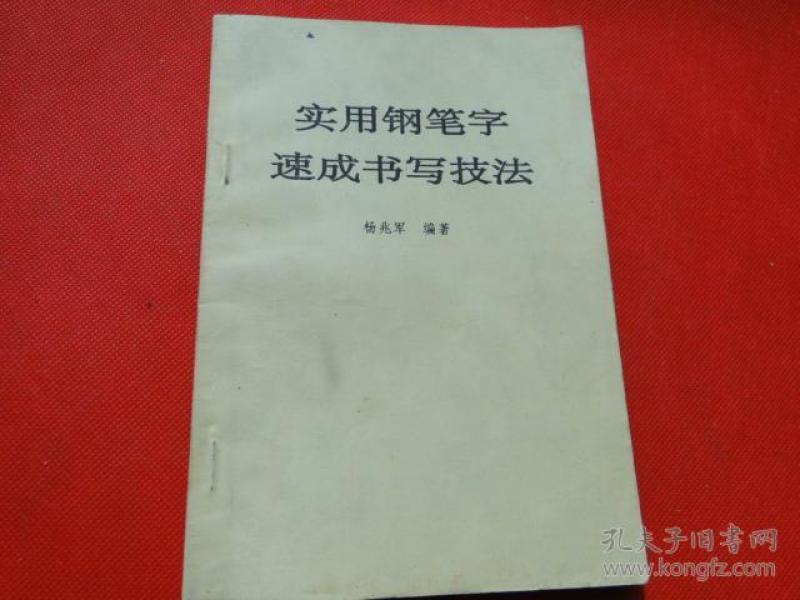 实用钢笔字
速成书写技法
杨兆军 编著
孔夫子旧书网
www.kongfz.com